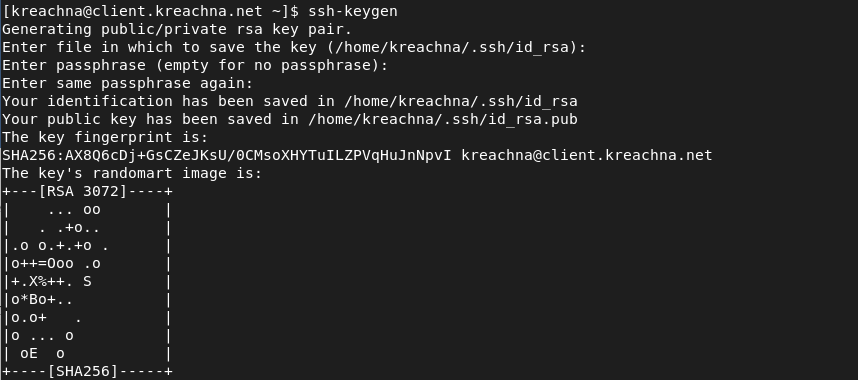 [kreachna@client.kreachna.net ~]$ ssh-keygen
Generating public/private rsa key pair.
Enter file in which to save the key (/home/kreachna/.ssh/id_rsa):
Enter passphrase (empty for no passphrase):
Enter same passphrase again:
Your identification has been saved in /home/kreachna/.ssh/id_rsa
Your public key has been saved in /home/kreachna/.ssh/id_rsa.pub
The key fingerprint is:
SHA256:AX8Q6cDj+GsCZeJKsU/0CMsoXHYTuILZPVqHuJnNpvI kreachna@client.kreachna.net
The key's randomart image is:
+---[RSA 3072]----+
|    ... oo       |
|   . .+o..       |
|.o o.+.+o .      |
|o++=Ooo .o       |
|+.X%++. S        |
|o*Bo+..          |
|o.o+   .         |
|o ... o          |
| oE  o           |
+----[SHA256]-----+